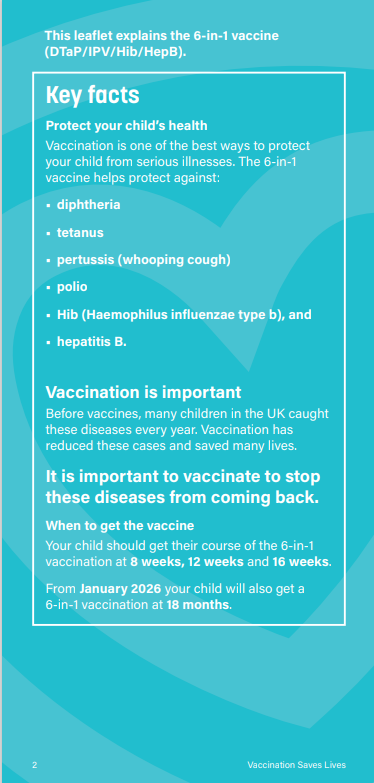 This leaflet explains the 6-in-1 vaccine
(DTaP/IPV/Hib/HepB).
Key facts
Protect your child's health
Vaccination is one of the best ways to protect
your child from serious illnesses. The 6-in-1
vaccine helps protect against:
▪ diphtheria
▪ tetanus
▪ pertussis (whooping cough)
▪ polio
▪ Hib (Haemophilus influenzae type b), and
▪ hepatitis B.
Vaccination is important
Before vaccines, many children in the UK caught
these diseases every year. Vaccination has
reduced these cases and saved many lives.
It is important to vaccinate to stop
these diseases from coming back.
When to get the vaccine
Your child should get their course of the 6-in-1
vaccination at 8 weeks, 12 weeks and 16 weeks.
From January 2026 your child will also get a
6-in-1 vaccination at 18 months.
2
Vaccination Saves Lives